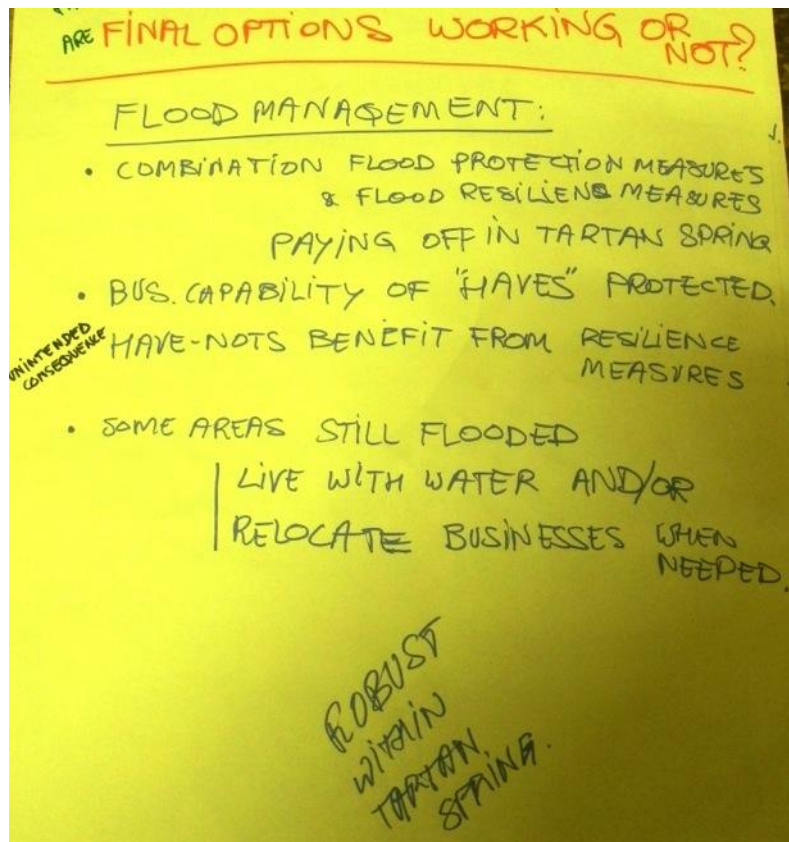 ARE FINAL OPTIONS WORKING OR
NOT?
FLOOD MANAGEMENT:
• COMBINATION FLOOD PROTECTION MEASURES
& FLOOD RESILIENS MEASURES
PAYING OFF IN TARTAN SPRING
• BUS. CAPABILITY OF "HAVES" PROTECTED.
UNINTENDED
CONSEQUENCE
HAVE-NOTS BENEFIT FROM RESILIENCE
MEASURES
• SOME AREAS STILL FLOODED
LIVE WITH WATER AND/OR
RELOCATE BUSINESSES WHEN
NEEDED.
ROBUST
WITHIN
TARTAN
SPRING.